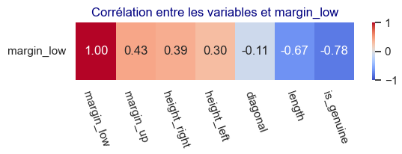 Corrélation entre les variables et margin_low
margin_low
1.00 0.43 0.39 0.30 -0.11 -0.67 -0.78
margin_low
margin_up
height_right
height_left
diagonal
length
is_genuine
1
0
−1